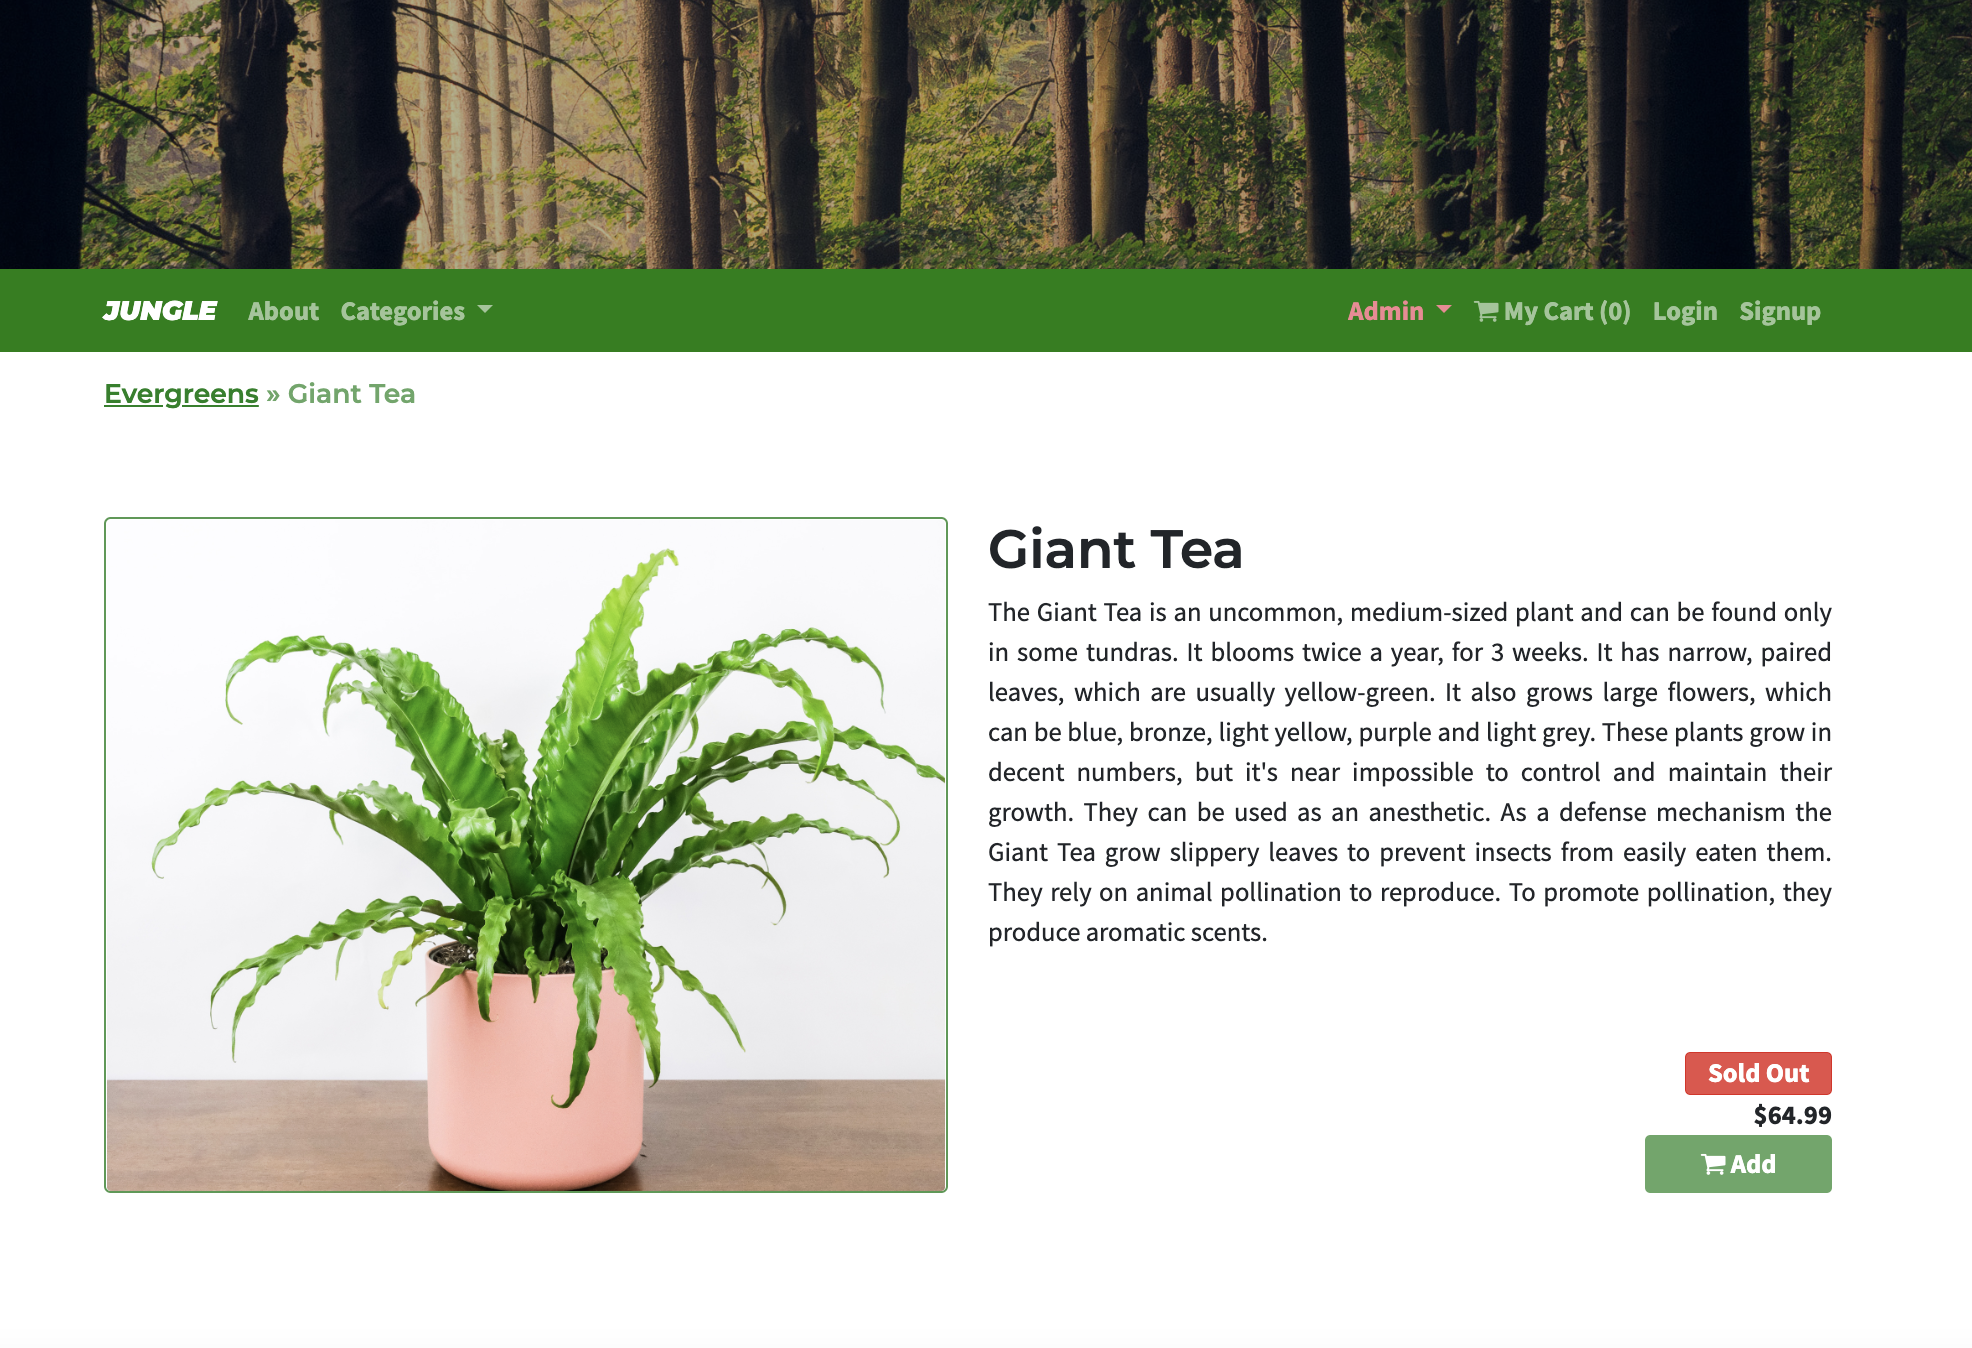 JUNGLE About Categories Admin My Cart (0) Login Signup
Evergreens » Giant Tea
Giant Tea
The Giant Tea is an uncommon, medium-sized plant and can be found only
in some tundras. It blooms twice a year, for 3 weeks. It has narrow, paired
leaves, which are usually yellow-green. It also grows large flowers, which
can be blue, bronze, light yellow, purple and light grey. These plants grow in
decent numbers, but it's near impossible to control and maintain their
growth. They can be used as an anesthetic. As a defense mechanism the
Giant Tea grow slippery leaves to prevent insects from easily eaten them.
They rely on animal pollination to reproduce. To promote pollination, they
produce aromatic scents.
Sold Out
$64.99
Add